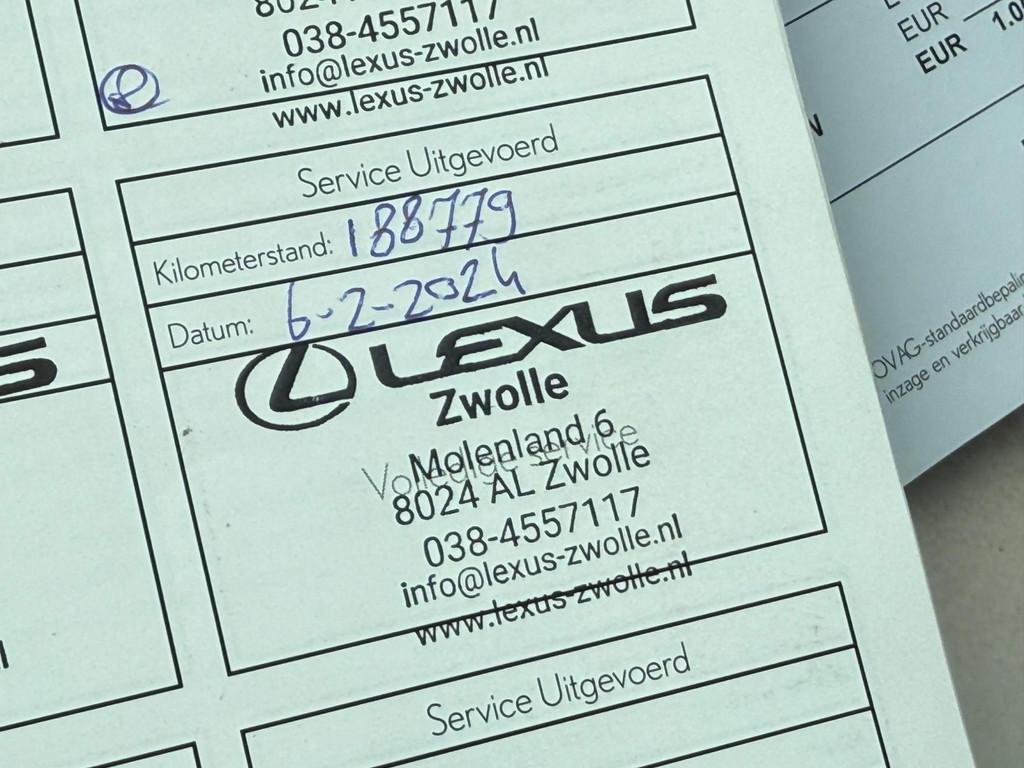 038-4557117
info@lexus-zwolle.nl
www.lexus-zwolle.nl
Service Uitgevoerd
Kilometerstand: 188779
Datum: 6-2-2024
LEXUS
Zwolle
Volledige service
Molenland 6
8024 AL Zwolle
038-4557117
info@lexus-zwolle.nl
www.lexus-zwolle.nl
Service Uitgevoerd
EUR
EUR 1.0
OVAG-standaardbepalin
inzage en verkrijgbaar